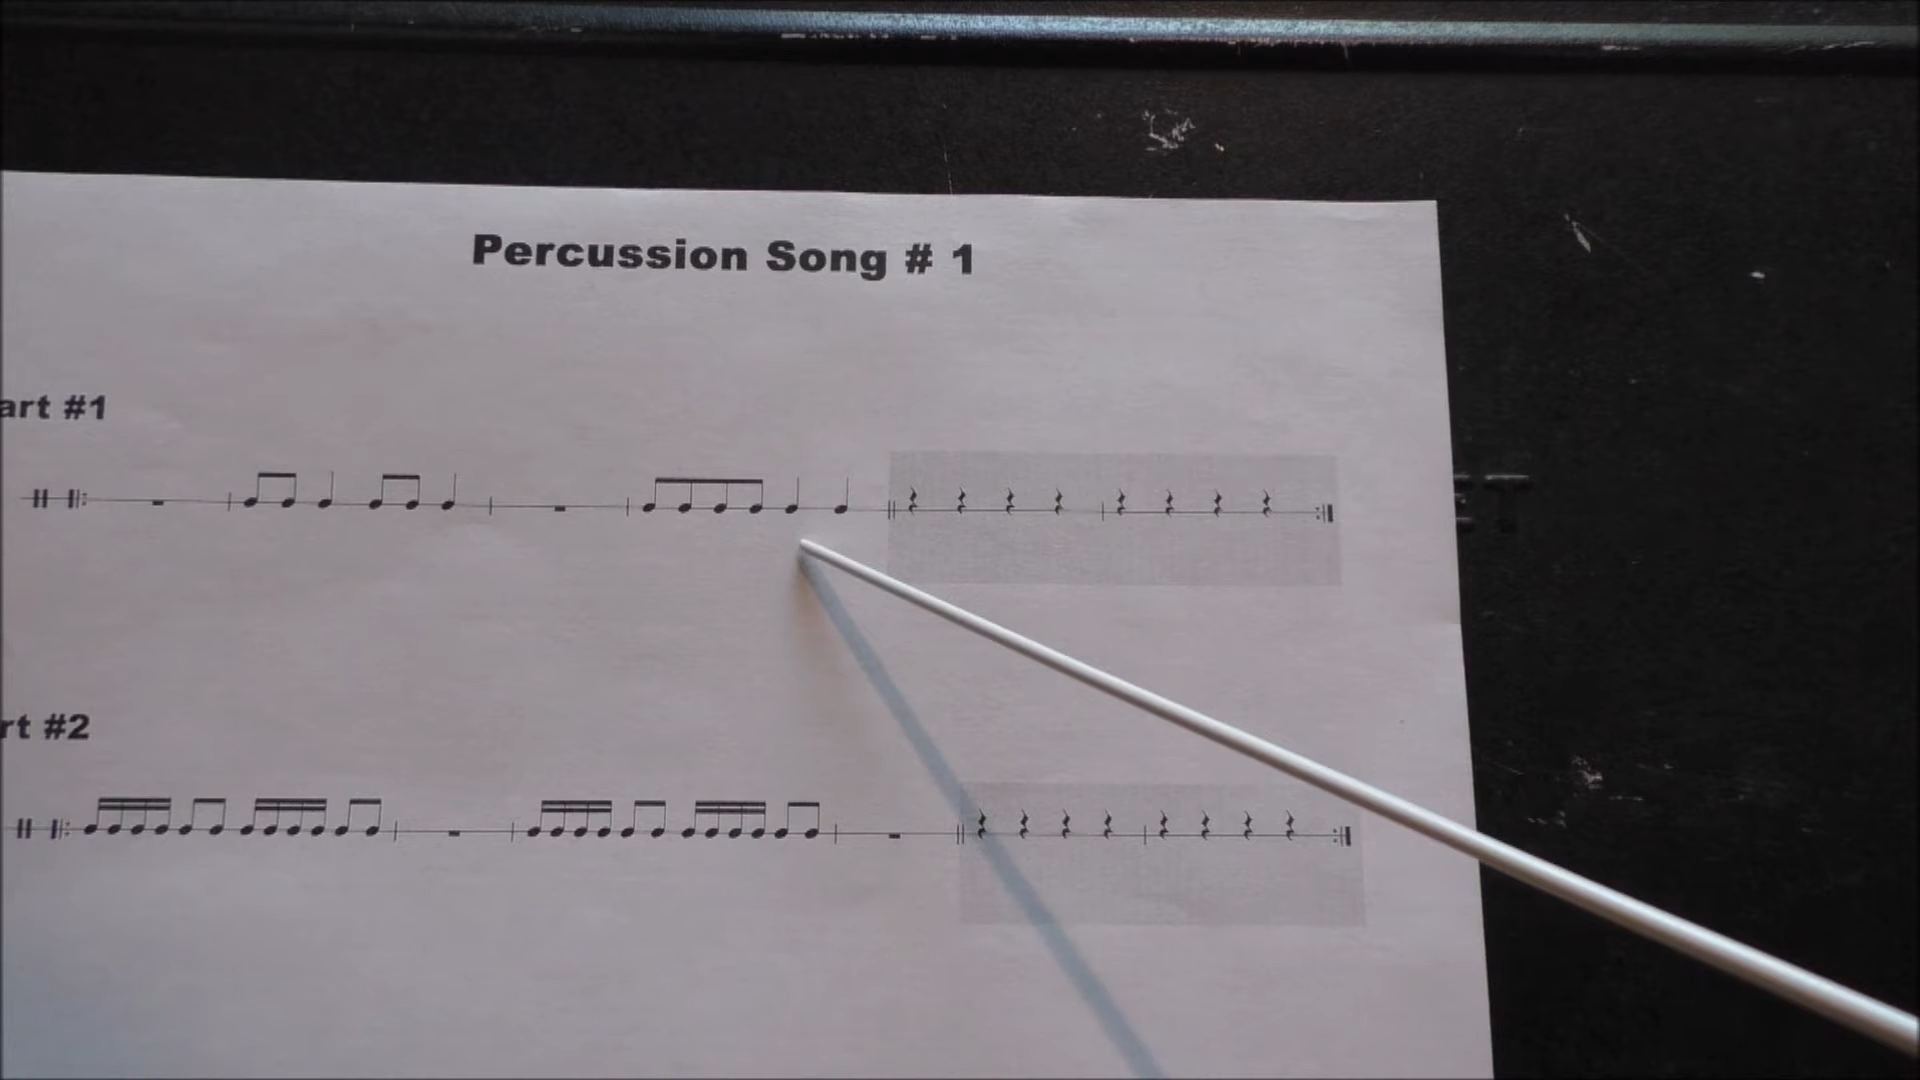 Percussion Song # 1
art #1
rt #2